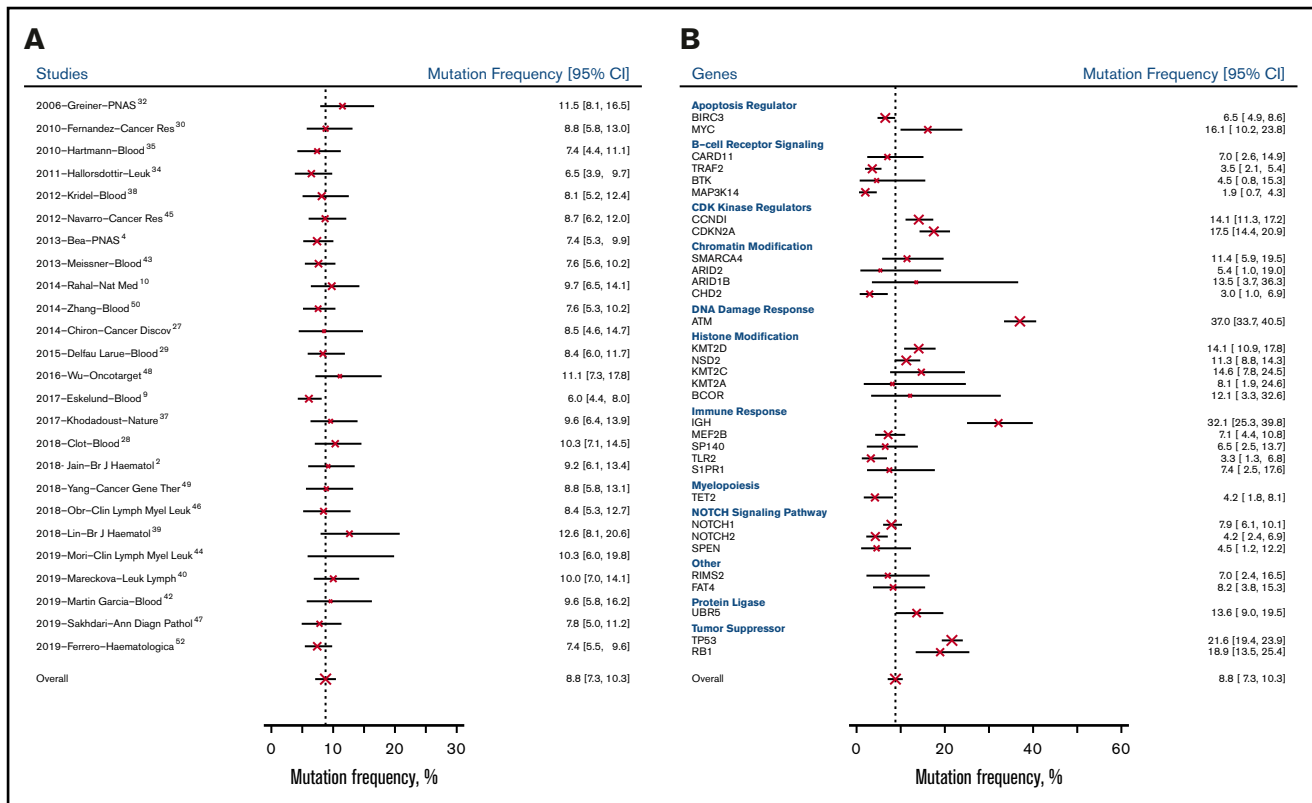 A
Studies Mutation Frequency [95% CI]
2006–Greiner–PNAS 32 11.5 [8.1, 16.5]
2010–Fernandez–Cancer Res 30 8.8 [5.8, 13.0]
2010–Hartmann–Blood 35 7.4 [4.4, 11.1]
2011–Hallorsdottir–Leuk 34 6.5 [3.9, 9.7]
2012–Kridel–Blood 38 8.1 [5.2, 12.4]
2012–Navarro–Cancer Res 45 8.7 [6.2, 12.0]
2013–Bea–PNAS 4 7.4 [5.3, 9.9]
2013–Meissner–Blood 43 7.6 [5.6, 10.2]
2014–Rahal–Nat Med 10 9.7 [6.5, 14.1]
2014–Zhang–Blood 50 7.6 [5.3, 10.2]
2014–Chiron–Cancer Discov 27 8.5 [4.6, 14.7]
2015–Delfau Larue–Blood 29 8.4 [6.0, 11.7]
2016–Wu–Oncotarget 48 11.1 [7.3, 17.8]
2017–Eskelund–Blood 9 6.0 [4.4, 8.0]
2017–Khodadoust–Nature 37 9.6 [6.4, 13.9]
2018–Clot–Blood 28 10.3 [7.1, 14.5]
2018- Jain–Br J Haematol 2 9.2 [6.1, 13.4]
2018–Yang–Cancer Gene Ther 49 8.8 [5.8, 13.1]
2018–Obr–Clin Lymph Myel Leuk 46 8.4 [5.3, 12.7]
2018–Lin–Br J Haematol 39 12.6 [8.1, 20.6]
2019–Mori–Clin Lymph Myel Leuk 44 10.3 [6.0, 19.8]
2019–Mareckova–Leuk Lymph 40 10.0 [7.0, 14.1]
2019–Martin Garcia–Blood 42 9.6 [5.8, 16.2]
2019–Sakhdari–Ann Diagn Pathol 47 7.8 [5.0, 11.2]
2019–Ferrero–Haematologica 52 7.4 [5.5, 9.6]
Overall 8.8 [7.3, 10.3]
0 10 20 30
Mutation frequency, %
B
Genes Mutation Frequency [95% CI]
Apoptosis Regulator
BIRC3 6.5 [ 4.9, 8.6]
MYC 16.1 [ 10.2, 23.8]
B–cell Receptor Signaling
CARD11 7.0 [ 2.6, 14.9]
TRAF2 3.5 [ 2.1, 5.4]
BTK 4.5 [ 0.8, 15.3]
MAP3K14 1.9 [ 0.7, 4.3]
CDK Kinase Regulators
CCNDI 14.1 [11.3, 17.2]
CDKN2A 17.5 [14.4, 20.9]
Chromatin Modification
SMARCA4 11.4 [ 5.9, 19.5]
ARID2 5.4 [ 1.0, 19.0]
ARID1B 13.5 [ 3.7, 36.3]
CHD2 3.0 [ 1.0, 6.9]
DNA Damage Response
ATM 37.0 [33.7, 40.5]
Histone Modification
KMT2D 14.1 [ 10.9, 17.8]
NSD2 11.3 [ 8.8, 14.3]
KMT2C 14.6 [ 7.8, 24.5]
KMT2A 8.1 [ 1.9, 24.6]
BCOR 12.1 [ 3.3, 32.6]
Immune Response
IGH 32.1 [25.3, 39.8]
MEF2B 7.1 [ 4.4, 10.8]
SP140 6.5 [ 2.5, 13.7]
TLR2 3.3 [ 1.3, 6.8]
S1PR1 7.4 [ 2.5, 17.6]
Myelopoiesis
TET2 4.2 [ 1.8, 8.1]
NOTCH Signaling Pathway
NOTCH1 7.9 [ 6.1, 10.1]
NOTCH2 4.2 [ 2.4, 6.9]
SPEN 4.5 [ 1.2, 12.2]
Other
RIMS2 7.0 [ 2.4, 16.5]
FAT4 8.2 [ 3.8, 15.3]
Protein Ligase
UBR5 13.6 [ 9.0, 19.5]
Tumor Suppressor
TP53 21.6 [19.4, 23.9]
RB1 18.9 [13.5, 25.4]
Overall 8.8 [ 7.3, 10.3]
0 20 40 60
Mutation frequency, %